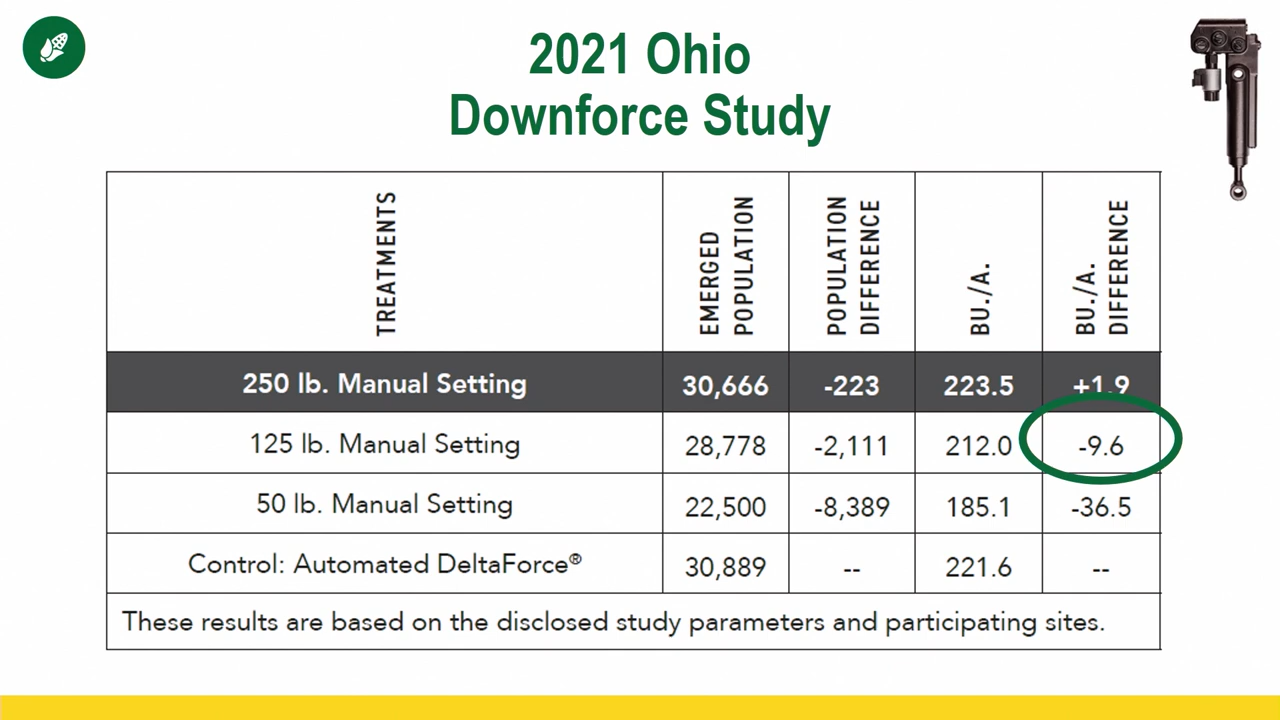 2021 Ohio
Downforce Study
TREATMENTS
EMERGED
POPULATION
POPULATION
DIFFERENCE
BU./A.
BU./A.
DIFFERENCE
250 lb. Manual Setting 30,666 -223 223.5 +1.9
125 lb. Manual Setting 28,778 -2,111 212.0 -9.6
50 lb. Manual Setting 22,500 -8,389 185.1 -36.5
Control: Automated DeltaForce® 30,889 -- 221.6 --
These results are based on the disclosed study parameters and participating sites.